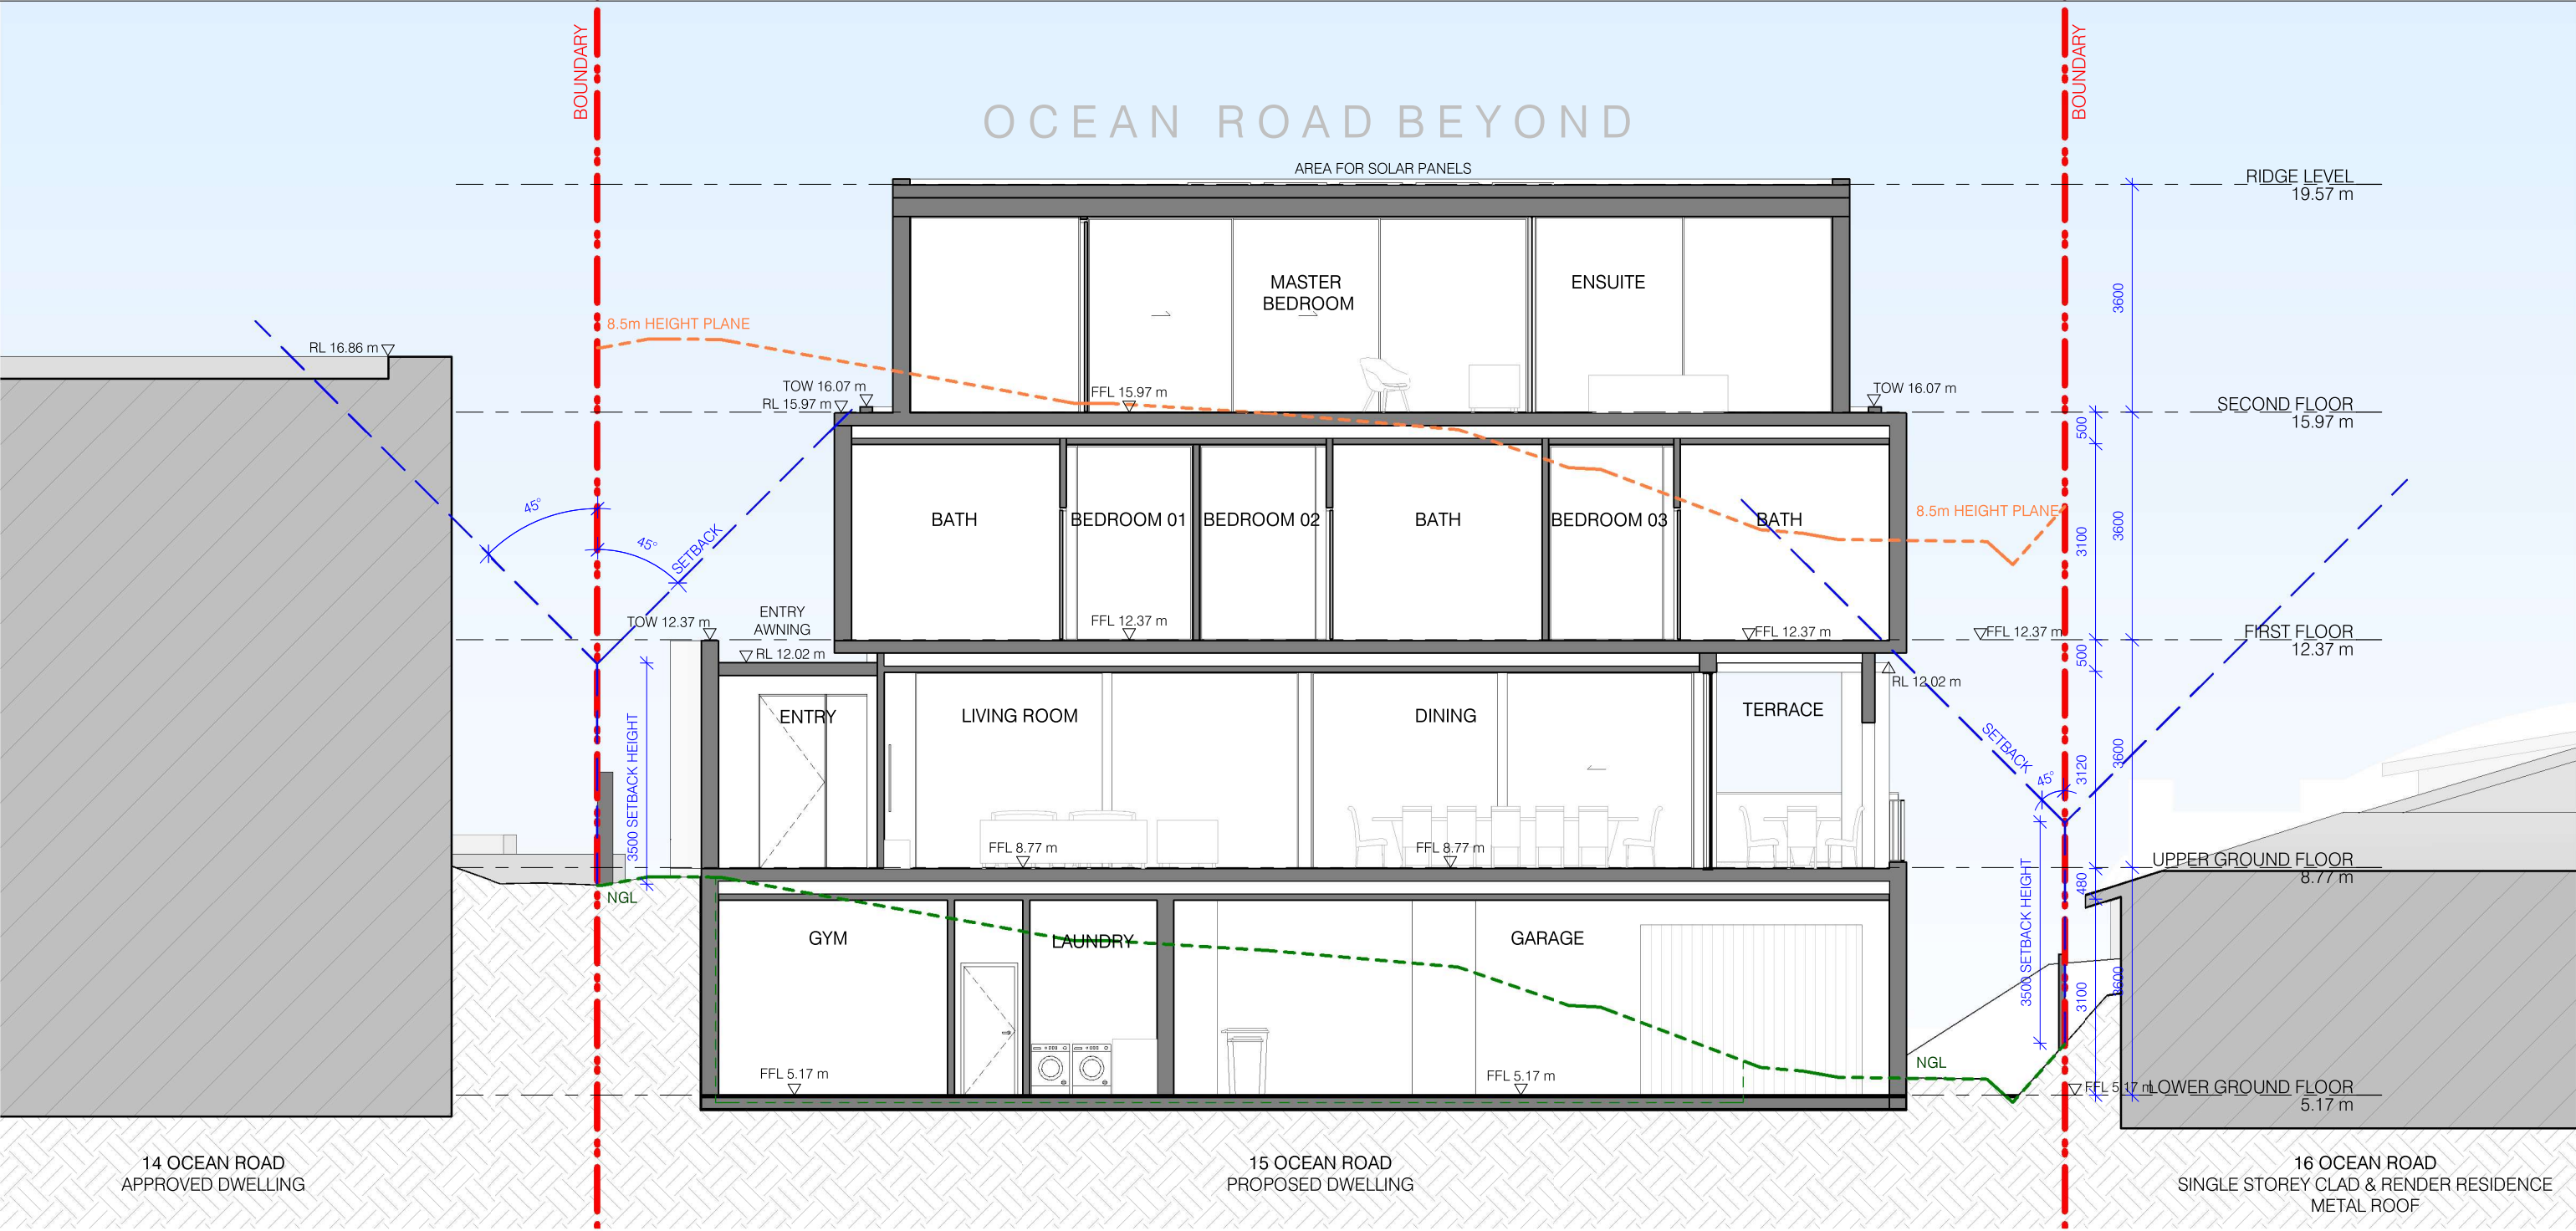 BOUNDARY
BOUNDARY
OCEAN ROAD BEYOND
AREA FOR SOLAR PANELS
RIDGE LEVEL
19.57 m
MASTER
BEDROOM
ENSUITE
3600
8.5m HEIGHT PLANE
RL 16.86 m
TOW 16.07 m
RL 15.97 m
FFL 15.97 m
TOW 16.07 m
SECOND FLOOR
15.97 m
500
45°
45°
SETBACK
BATH
BEDROOM 01
BEDROOM 02
BATH
BEDROOM 03
BATH
8.5m HEIGHT PLANE
3100
3600
TOW 12.37 m
ENTRY
AWNING
FFL 12.37 m
FFL 12.37 m
FFL 12.37 m
FIRST FLOOR
12.37 m
RL 12.02 m
500
RL 12.02 m
3500 SETBACK HEIGHT
ENTRY
LIVING ROOM
DINING
TERRACE
SETBACK
45°
3120
3600
FFL 8.77 m
FFL 8.77 m
UPPER GROUND FLOOR
8.77 m
NGL
480
3500 SETBACK HEIGHT
GYM
LAUNDRY
GARAGE
3100
3600
NGL
FFL 5.17 m
FFL 5.17 m
FFL 5.17 m
LOWER GROUND FLOOR
5.17 m
14 OCEAN ROAD
APPROVED DWELLING
15 OCEAN ROAD
PROPOSED DWELLING
16 OCEAN ROAD
SINGLE STOREY CLAD & RENDER RESIDENCE
METAL ROOF